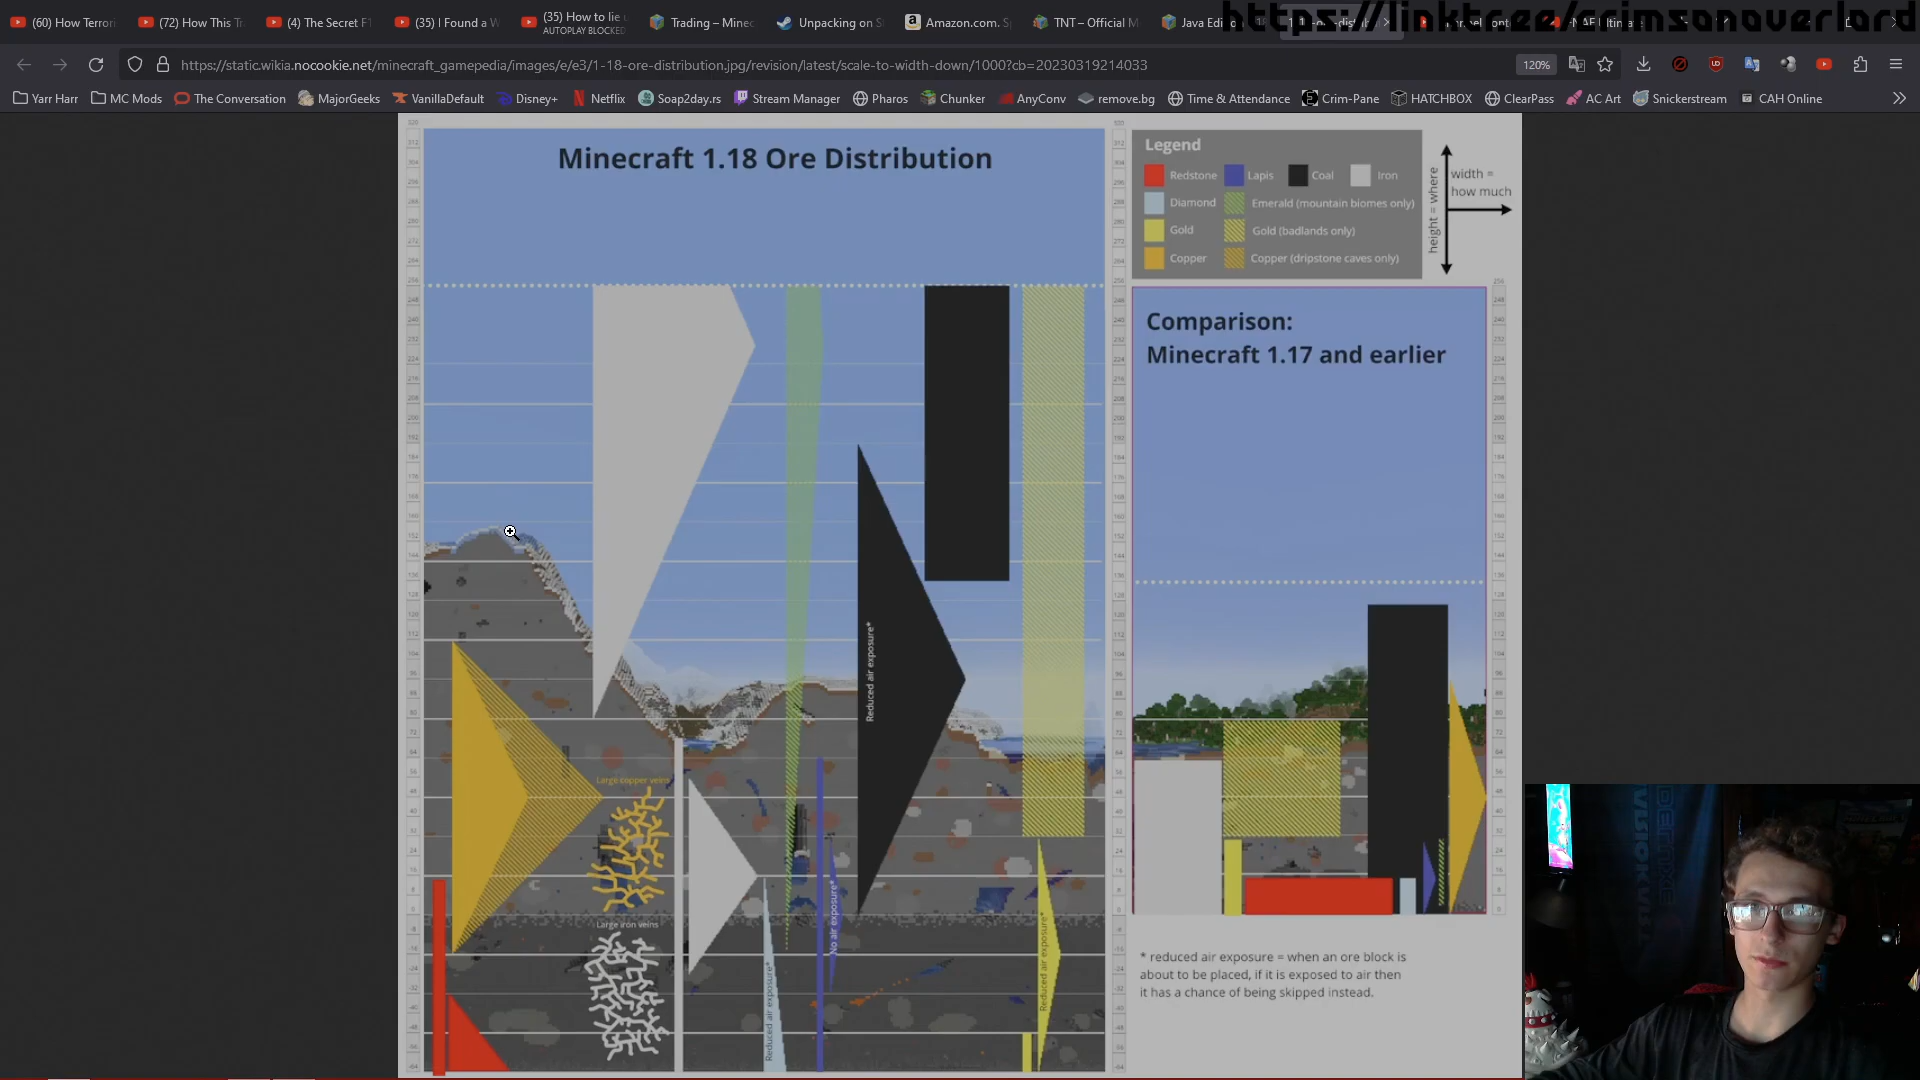 (60) How Terrori
(72) How This Tr
(4) The Secret F
(35) I Found a W
(35) How to lie
AUTOPLAY BLOCKED
Trading – Minec
Unpacking on S
Amazon.com. S
TNT – Official M
https://linktree/crimsonoverlord
https://static.wikia.nocookie.net/minecraft_gamepedia/images/e/e3/1-18-ore-distribution.jpg/revision/latest/scale-to-width-down/1000?cb=20230319214033
120%
Yarr Harr
MC Mods
The Conversation
MajorGeeks
VanillaDefault
Disney+
Netflix
Soap2day.rs
Stream Manager
Pharos
Chunker
AnyConv
remove.bg
Time & Attendance
Crim-Pane
HATCHBOX
ClearPass
AC Art
Snickerstream
CAH Online
Minecraft 1.18 Ore Distribution
Legend
Redstone
Lapis
Coal
Iron
Diamond
Emerald (mountain biomes only)
Gold
Gold (badlands only)
Copper
Copper (dripstone caves only)
height = where
width =
how much
Comparison:
Minecraft 1.17 and earlier
Reduced air exposure*
Large copper veins
Large iron veins
Reduced air exposure*
No air exposure*
Reduced air exposure*
* reduced air exposure = when an ore block is
about to be placed, if it is exposed to air then
it has a chance of being skipped instead.